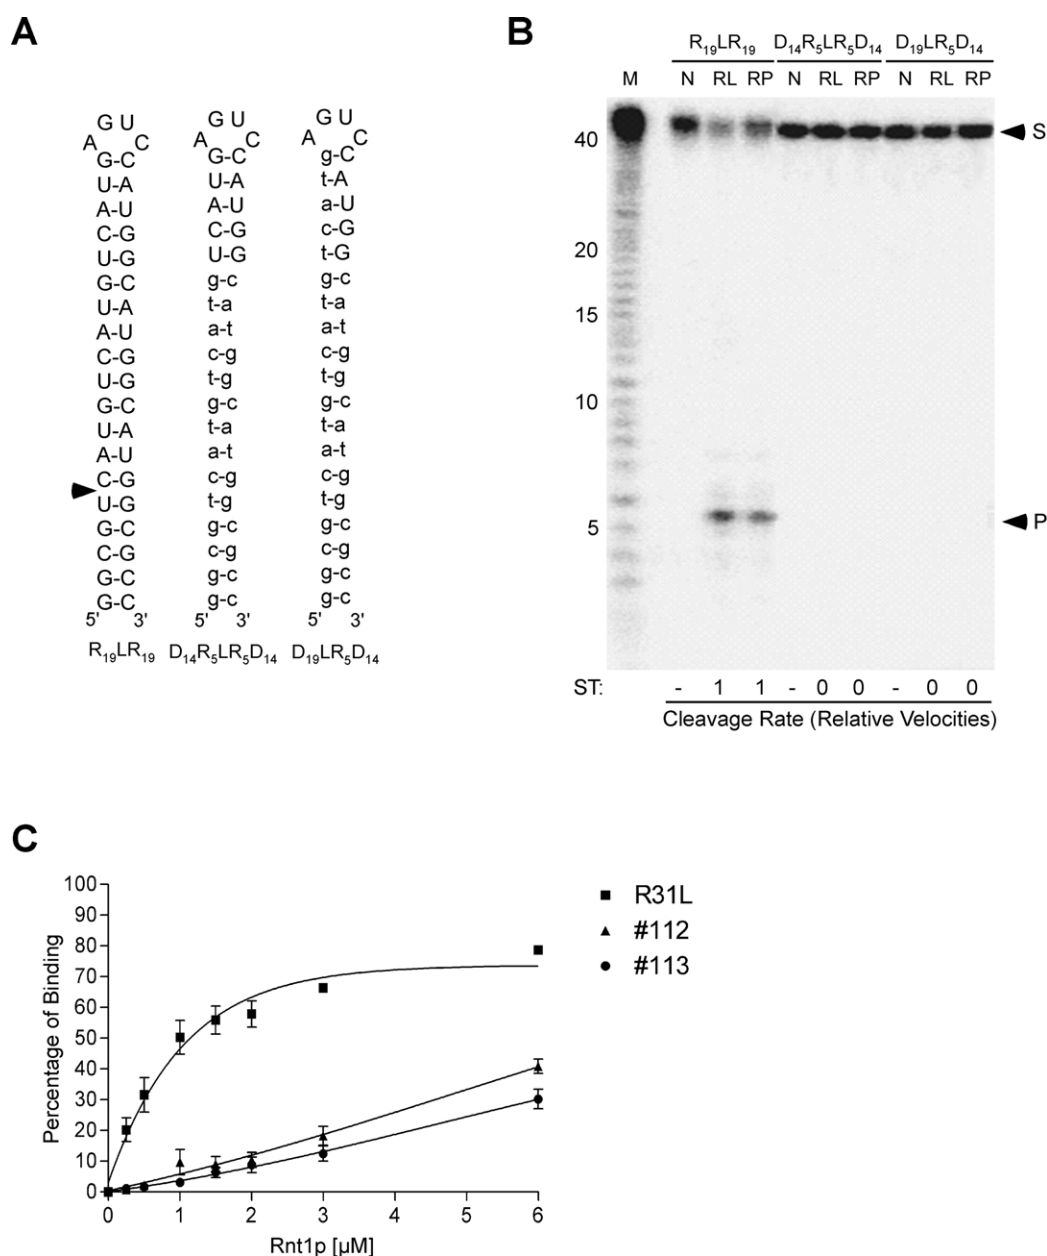 A
G U G U G U
A C A C A C
G-C G-C g-C
U-A U-A t-A
A-U A-U a-U
C-G C-G c-G
U-G U-G t-G
G-C g-c g-c
U-A t-a t-a
A-U a-t a-t
C-G c-g c-g
U-G t-g t-g
G-C g-c g-c
U-A t-a t-a
A-U a-t a-t
C-G c-g c-g
U-G t-g t-g
G-C g-c g-c
C-G c-g c-g
G-C g-c g-c
G-C g-c g-c
5' 3' 5' 3' 5' 3'
R₁₉LR₁₉ D₁₄R₅LR₅D₁₄ D₁₉LR₅D₁₄
B
R₁₉LR₁₉ D₁₄R₅LR₅D₁₄ D₁₉LR₅D₁₄
M N RL RP N RL RP N RL RP
40 S
20
15
10
5 P
ST: - 1 1 - 0 0 - 0 0
Cleavage Rate (Relative Velocities)
C
Percentage of Binding
100
90
80
70
60
50
40
30
20
10
0
0 1 2 3 4 5 6
Rnt1p [µM]
R31L
#112
#113